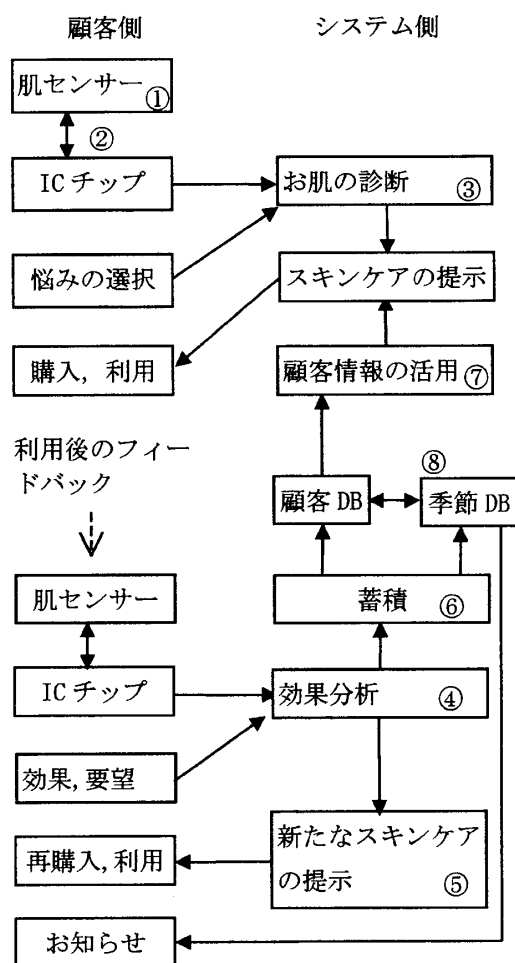 顧客側 システム側
肌センサー ①
②
ICチップ お肌の診断 ③
悩みの選択 スキンケアの提示
購入，利用 顧客情報の活用 ⑦
利用後のフィー
ドバック
⑧
顧客DB 季節DB
肌センサー 蓄積 ⑥
ICチップ 効果分析 ④
効果，要望
新たなスキンケア
再購入，利用 の提示 ⑤
お知らせ